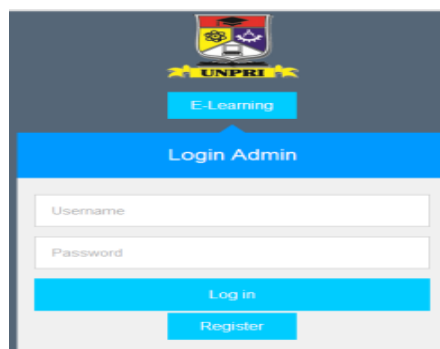 UNPRI
E-Learning
Login Admin
Username
Password
Log in
Register